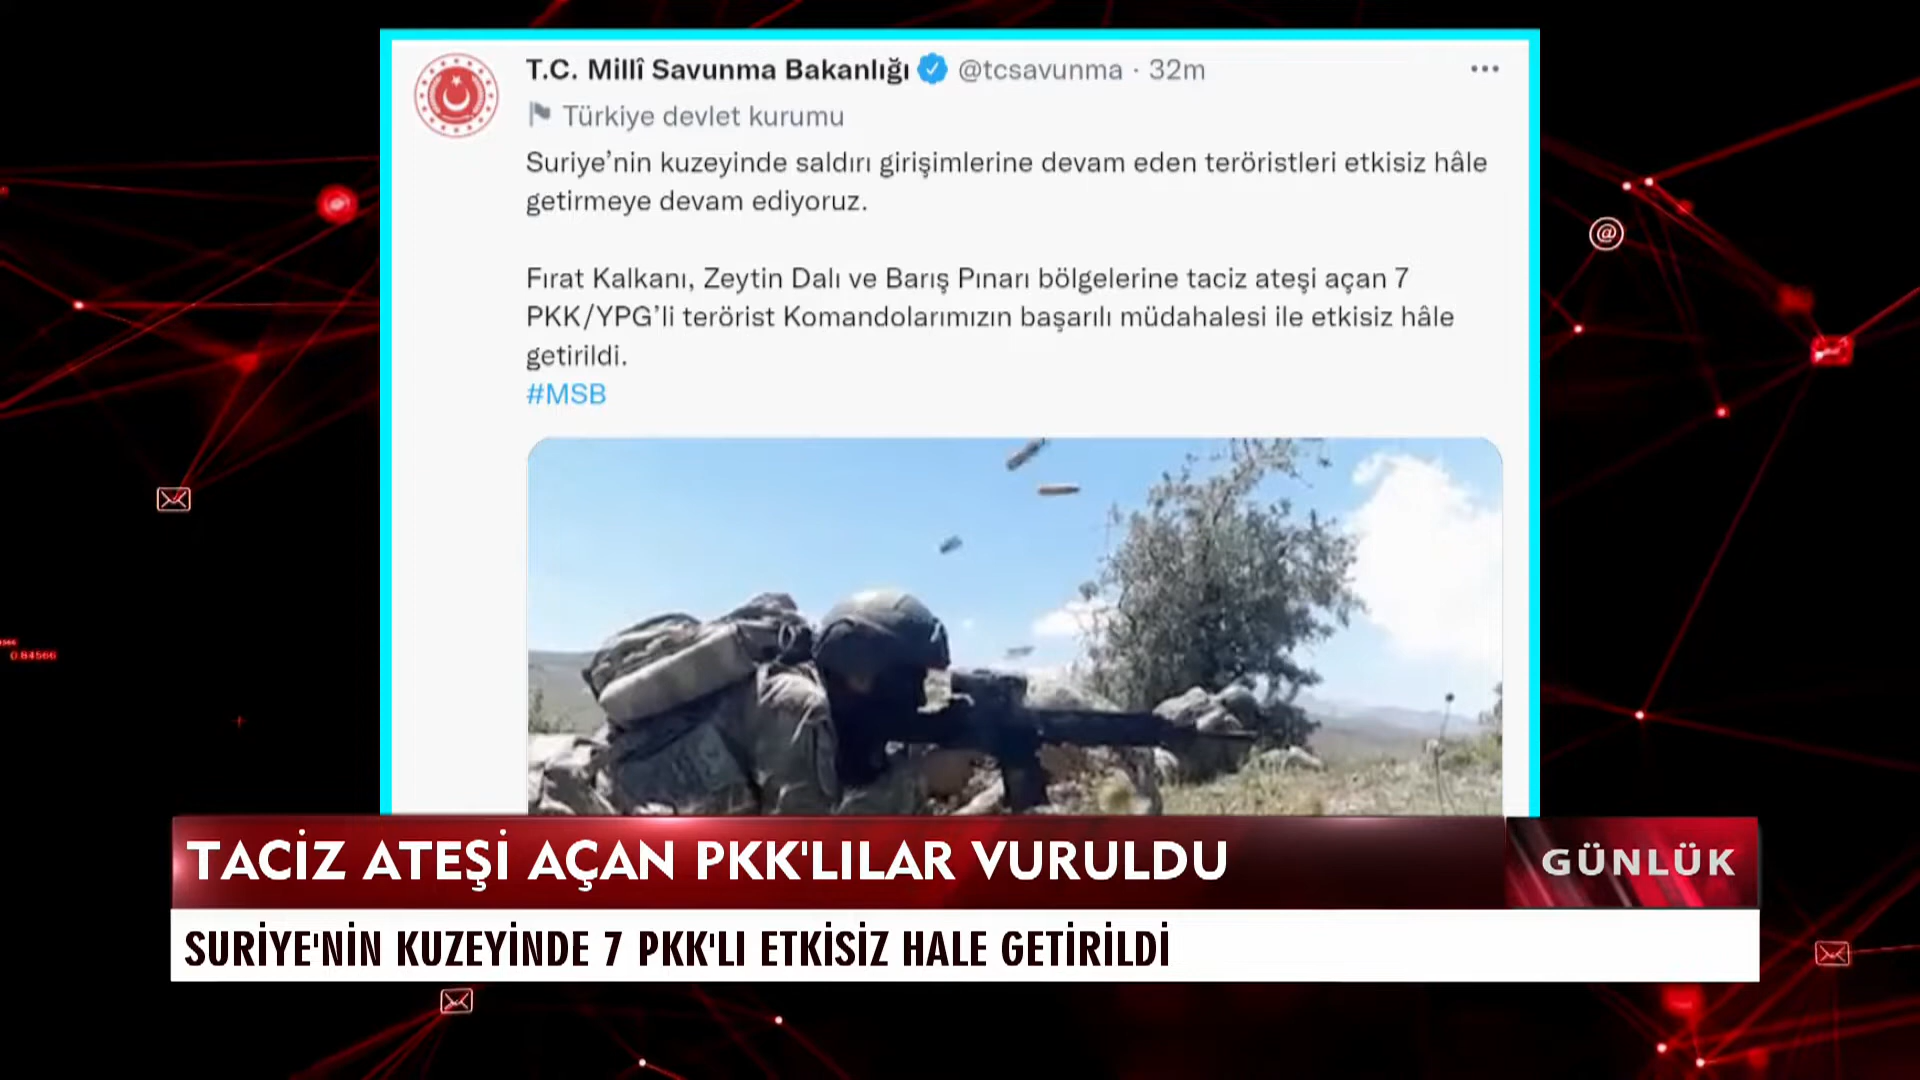 T.C. Millî Savunma Bakanlığı @tcsavunma · 32m
Türkiye devlet kurumu
Suriye’nin kuzeyinde saldırı girişimlerine devam eden teröristleri etkisiz hâle
getirmeye devam ediyoruz.
Fırat Kalkanı, Zeytin Dalı ve Barış Pınarı bölgelerine taciz ateşi açan 7
PKK/YPG’li terörist Komandolarımızın başarılı müdahalesi ile etkisiz hâle
getirildi.
#MSB
0.84566
TACİZ ATEŞİ AÇAN PKK'LILAR VURULDU
GÜNLÜK
SURİYE'NİN KUZEYİNDE 7 PKK'LI ETKİSİZ HALE GETİRİLDİ